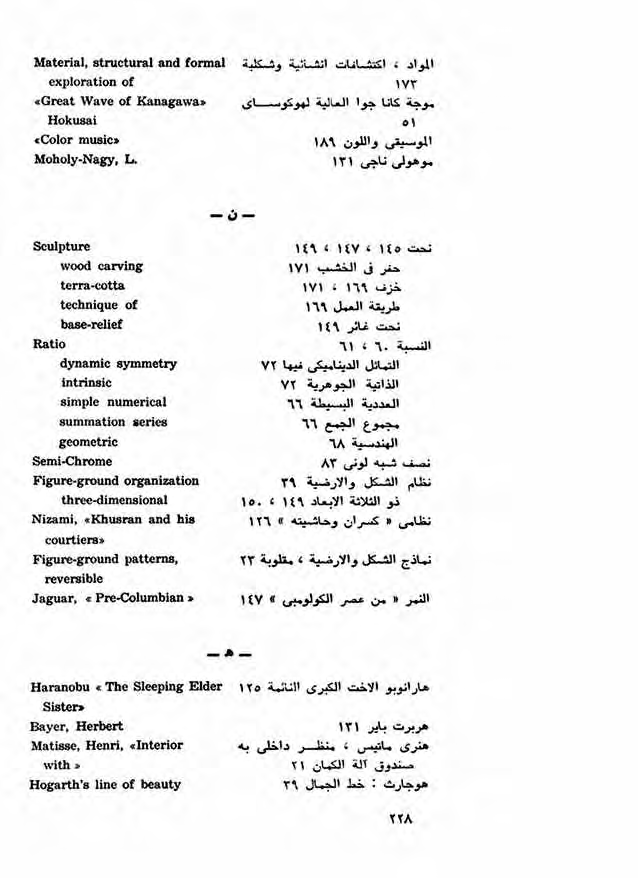 Material, structural and formal المواد ، اكتشافات انشائية وشكلية
exploration of ١٧٣
«Great Wave of Kanagawa» موجة كانا جوا العالية لهوكوساى
Hokusai ٥١
«Color music» الموسيقى واللون ١٨٩
Moholy-Nagy, L. موهولى ناجى ١٣١
— ن —
Sculpture نحت ١٤٥ ، ١٤٧ ، ١٤٩
wood carving حفر فى الخشب ١٧١
terra-cotta خزف ١٦٩ ، ١٧١
technique of طريقة العمل ١٦٩
base-relief نحت غائر ١٤٩
Ratio النسبة ٦٠ ، ٦١
dynamic symmetry التماثل الديناميكى فيها ٧٢
intrinsic الذاتية الجوهرية ٧٢
simple numerical العددية البسيطة ٦٦
summation series مجموع الجمع ٦٦
geometric الهندسية ٦٨
Semi-Chrome نصف شبه لونى ٨٣
Figure-ground organization نظام الشكل والارضية ٣٩
three-dimensional ذو الثلاثة الابعاد ١٤٩ ، ١٥٠
Nizami, «Khusran and his نظامى « كسران وحاشيته » ١٢٦
courtiers»
Figure-ground patterns, نماذج الشكل والارضية ، مقلوبة ٢٣
reversible
Jaguar, « Pre-Columbian » النمر « من عصر الكولومبى » ١٤٧
— هـ —
Haranobu « The Sleeping Elder هارانوبو الاخت الكبرى النائمة ١٢٥
Sister»
Bayer, Herbert هربرت باير ١٣١
Matisse, Henri, «Interior هنرى ماتيس ، منظر داخلى به
with » صندوق آلة الكمان ٢١
Hogarth's line of beauty هوجارث : خط الجمال ٣٩
٢٢٨